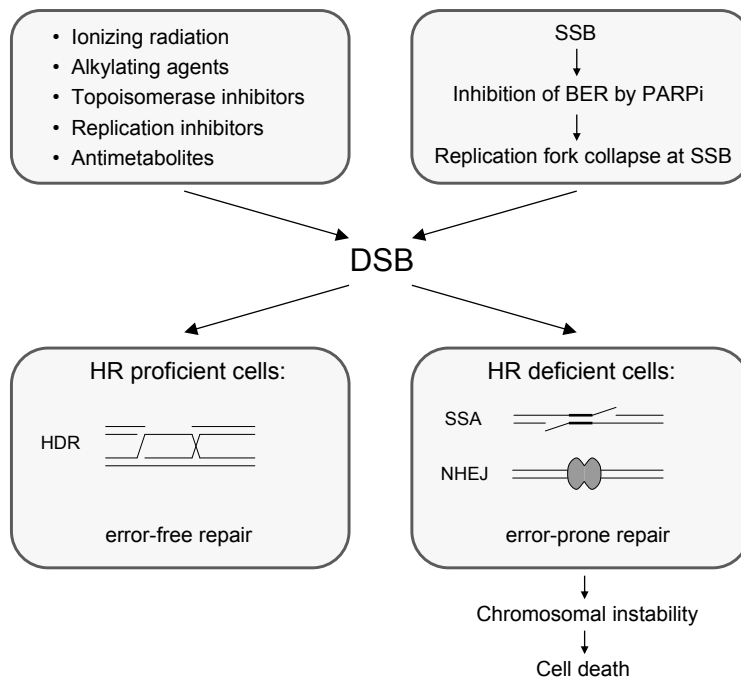 • Ionizing radiation
• Alkylating agents
• Topoisomerase inhibitors
• Replication inhibitors
• Antimetabolites
SSB
Inhibition of BER by PARPi
Replication fork collapse at SSB
DSB
HR proficient cells:
HDR
error-free repair
HR deficient cells:
SSA
NHEJ
error-prone repair
Chromosomal instability
Cell death